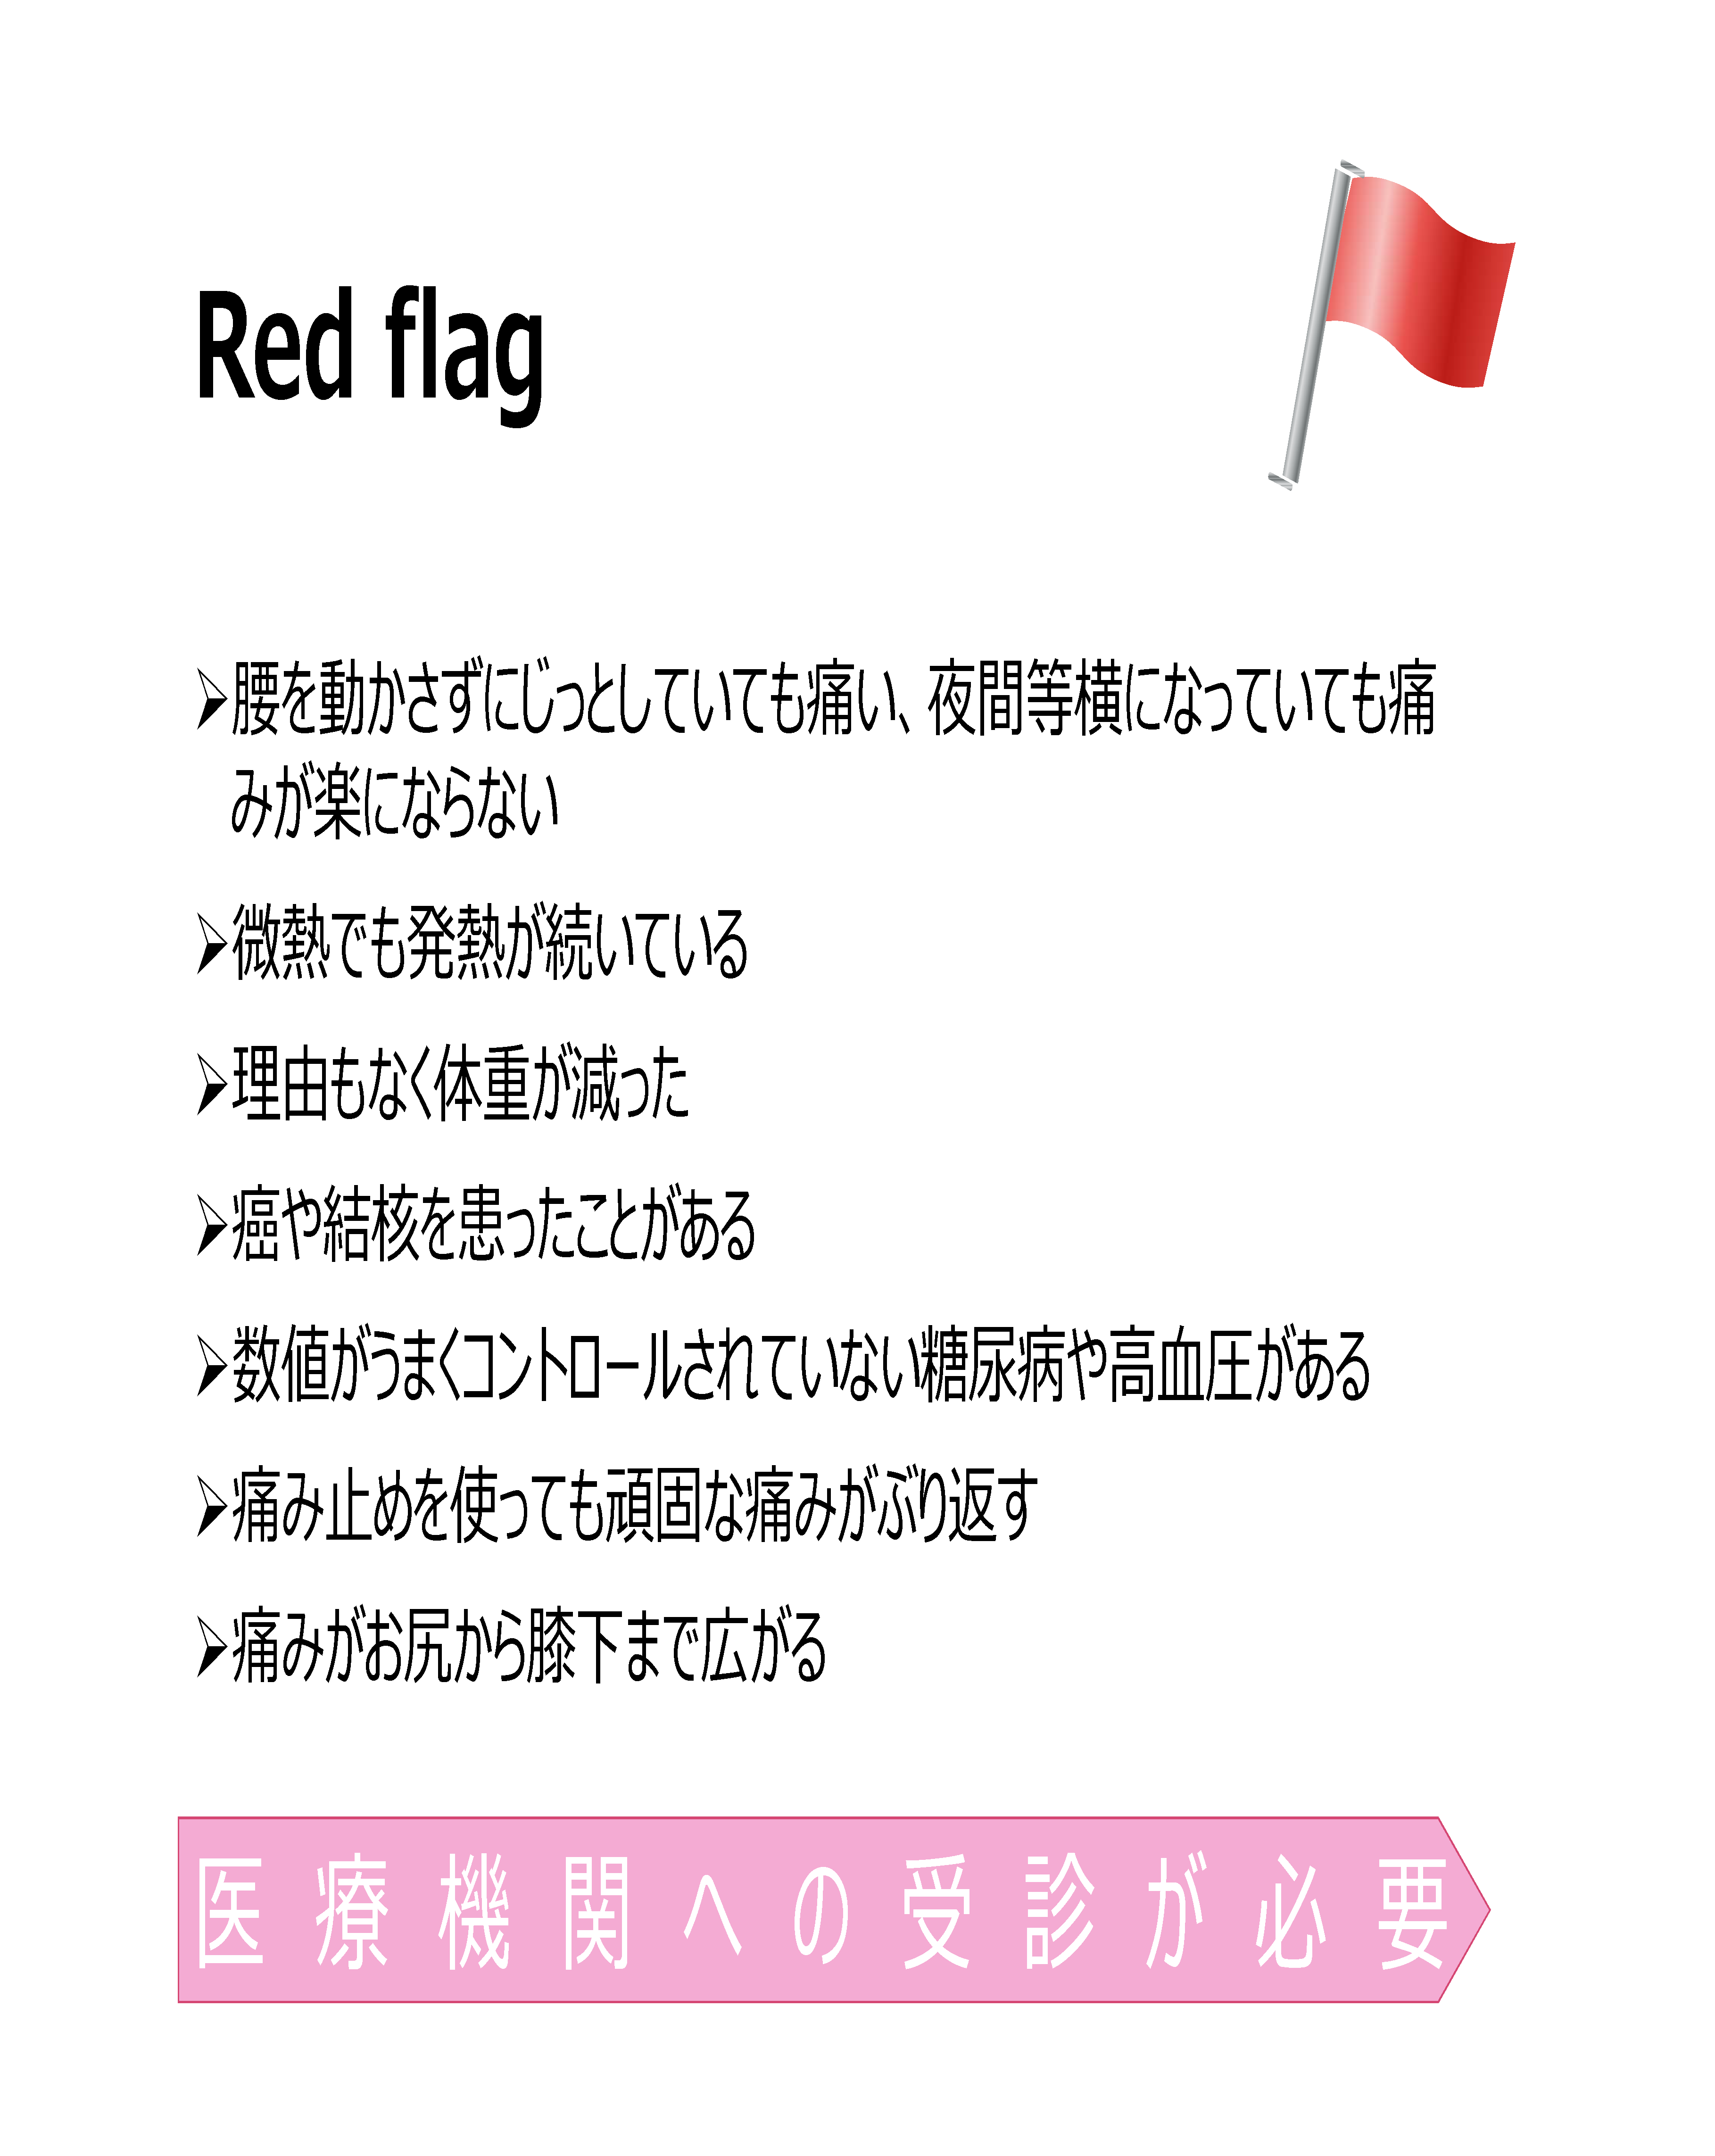 Red flag
腰を動かさずにじっとしていても痛い、夜間等横になっていても痛
みが楽にならない
微熱でも発熱が続いている
理由もなく体重が減った
癌や結核を患ったことがある
数値がうまくコントロールされていない糖尿病や高血圧がある
痛み止めを使っても頑固な痛みがぶり返す
痛みがお尻から膝下まで広がる
医療機関への受診が必要